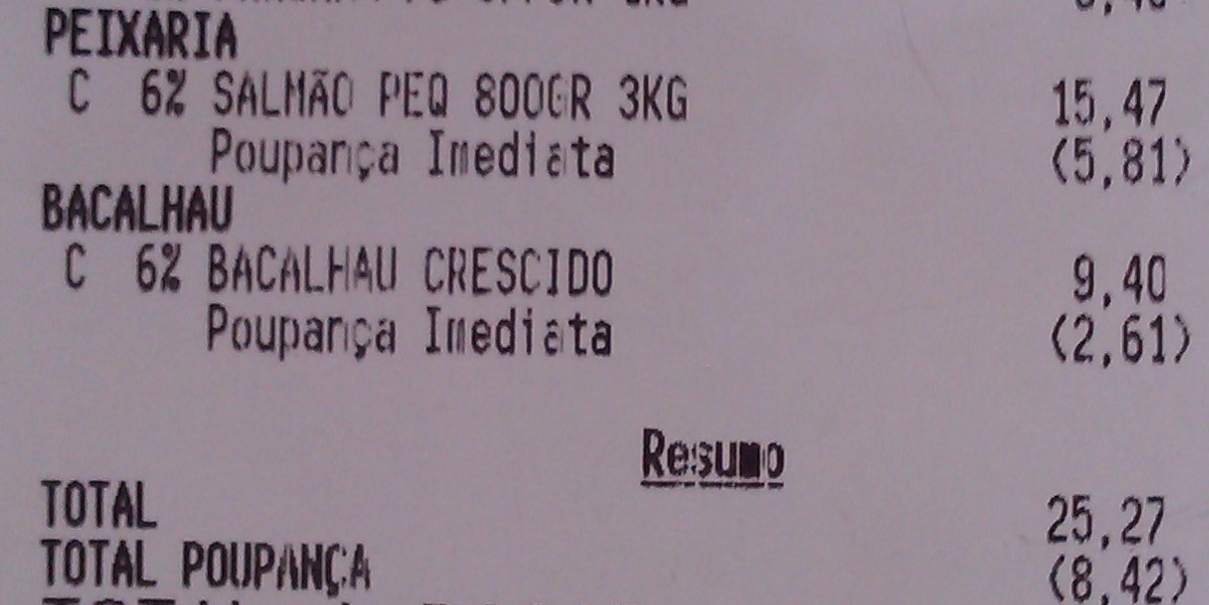 PEIXARIA
C 6% SALMÃO PEQ 800GR 3KG 15,47
Poupança Imediata (5,81)
BACALHAU
C 6% BACALHAU CRESCIDO 9,40
Poupança Imediata (2,61)
Resumo
TOTAL 25,27
TOTAL POUPANÇA (8,42)